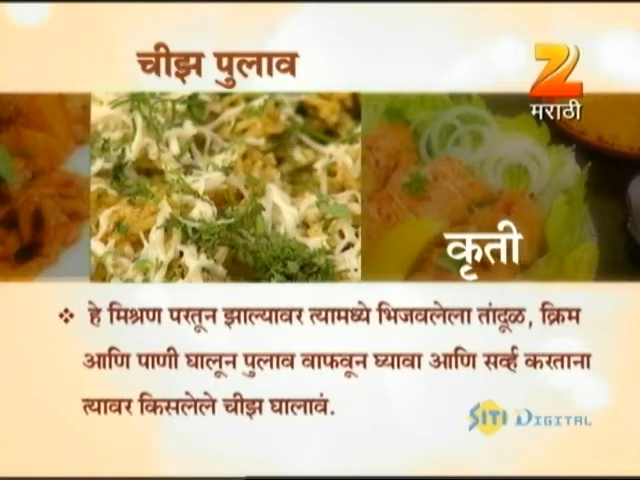 चीझ पुलाव
Z
मराठी
कृती
❖ हे मिश्रण परतून झाल्यावर त्यामध्ये भिजवलेला तांदूळ, क्रिम
आणि पाणी घालून पुलाव वाफवून घ्यावा आणि सर्व्ह करताना
त्यावर किसलेले चीझ घालावं.
SITI DIGITAL